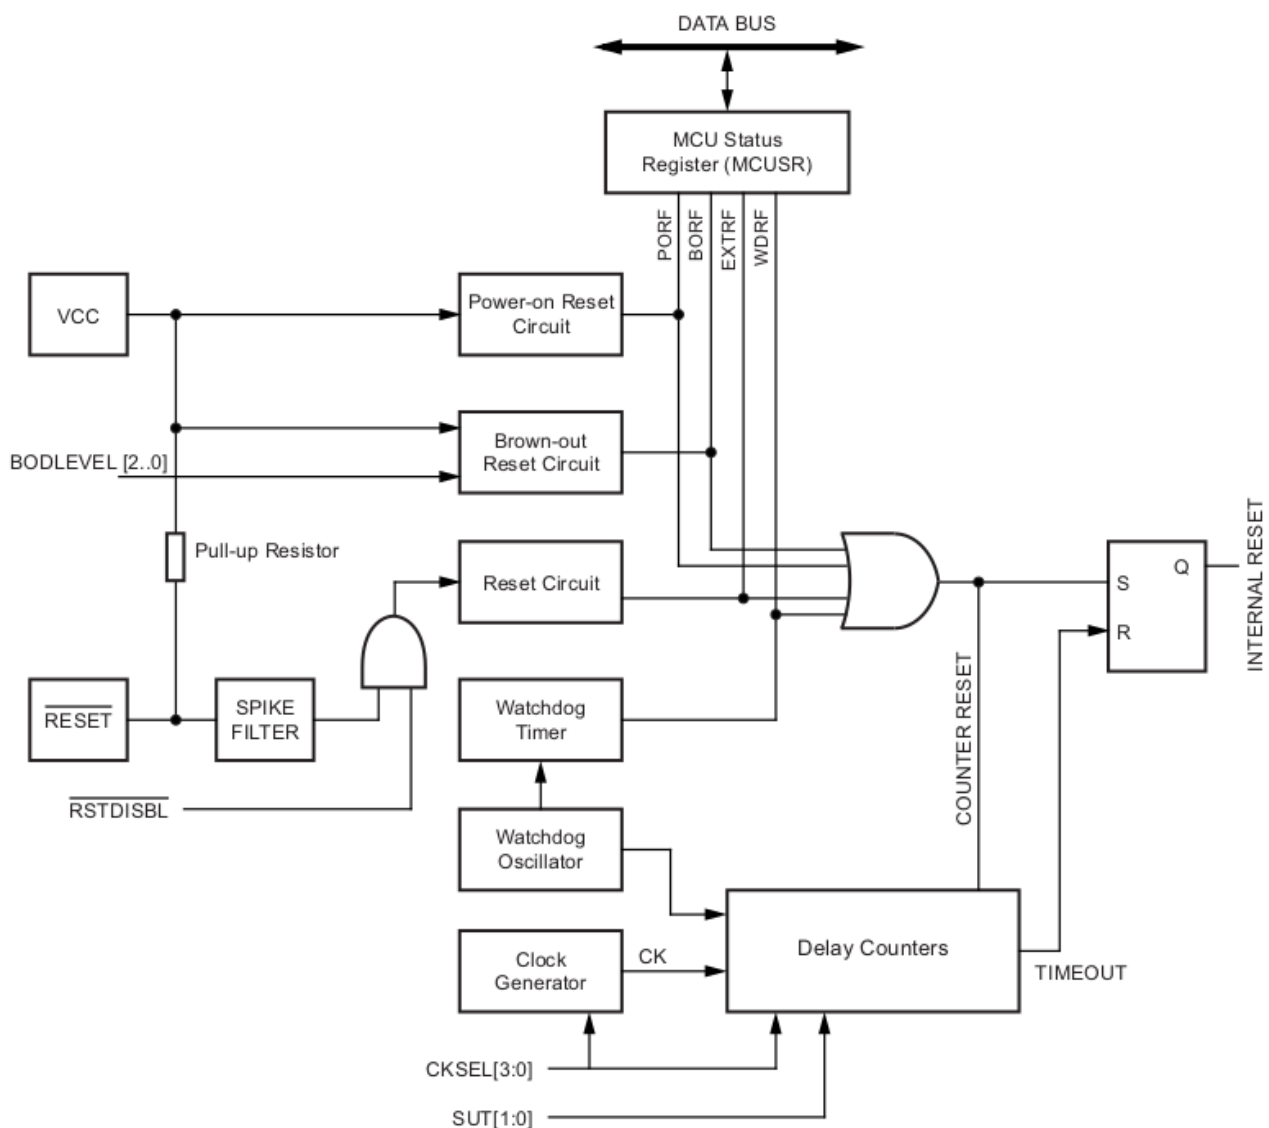 DATA BUS
MCU Status
Register (MCUSR)
PORF
BORF
EXTRF
WDRF
VCC
Power-on Reset
Circuit
Brown-out
Reset Circuit
BODLEVEL [2..0]
Pull-up Resistor
Reset Circuit
S
Q
R
INTERNAL RESET
RESET
SPIKE
FILTER
Watchdog
Timer
COUNTER RESET
RSTDISBL
Watchdog
Oscillator
Clock
Generator
CK
Delay Counters
TIMEOUT
CKSEL[3:0]
SUT[1:0]